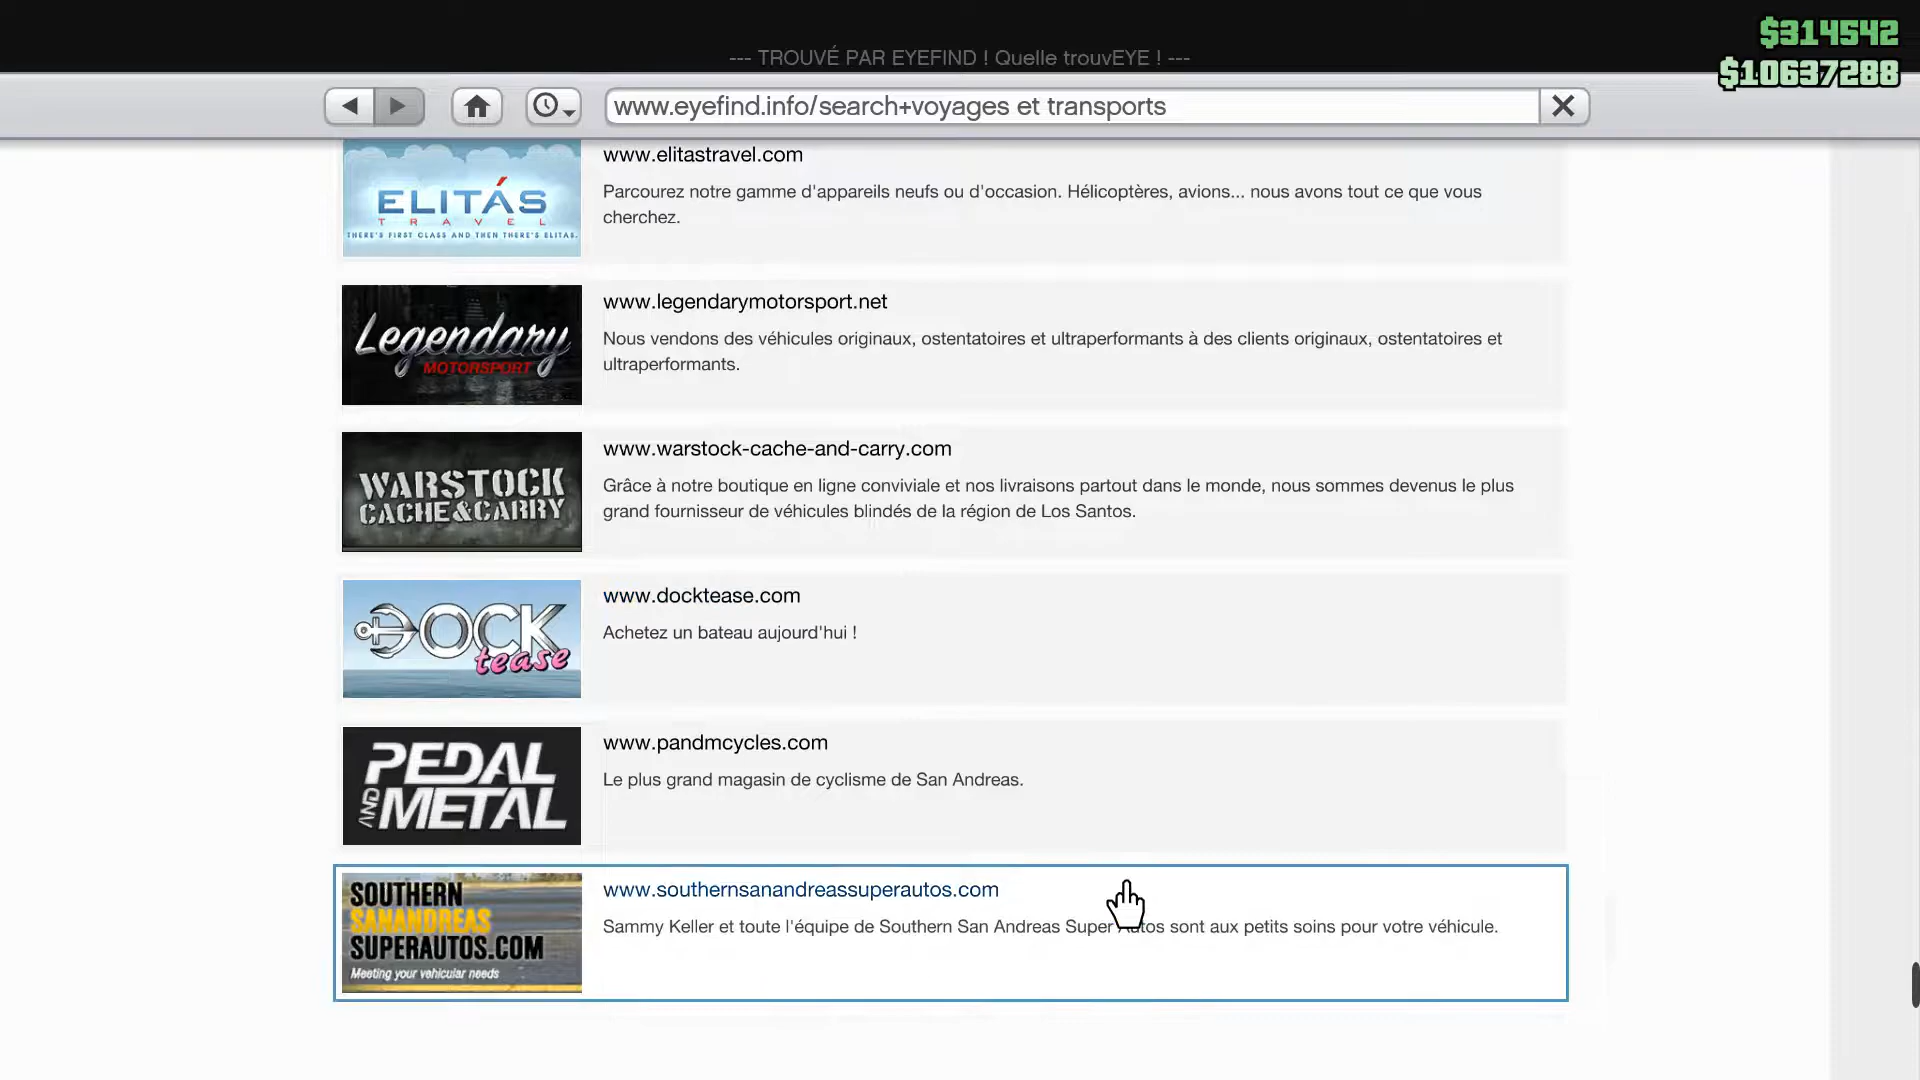 $314542
--- TROUVÉ PAR EYEFIND ! Quelle trouvEYE ! ---
$10637288
www.eyefind.info/search+voyages et transports
ELITÁS
TRAVEL
THERE'S FIRST CLASS AND THEN THERE'S ELITAS.
www.elitastravel.com
Parcourez notre gamme d'appareils neufs ou d'occasion. Hélicoptères, avions... nous avons tout ce que vous
cherchez.
Legendary
MOTORSPORT
www.legendarymotorsport.net
Nous vendons des véhicules originaux, ostentatoires et ultraperformants à des clients originaux, ostentatoires et
ultraperformants.
WARSTOCK
CACHE&CARRY
www.warstock-cache-and-carry.com
Grâce à notre boutique en ligne conviviale et nos livraisons partout dans le monde, nous sommes devenus le plus
grand fournisseur de véhicules blindés de la région de Los Santos.
DOCK
tease
www.docktease.com
Achetez un bateau aujourd'hui !
PEDAL
AND METAL
www.pandmcycles.com
Le plus grand magasin de cyclisme de San Andreas.
SOUTHERN
SANANDREAS
SUPERAUTOS.COM
Meeting your vehicular needs
www.southernsanandreassuperautos.com
Sammy Keller et toute l'équipe de Southern San Andreas Super Autos sont aux petits soins pour votre véhicule.